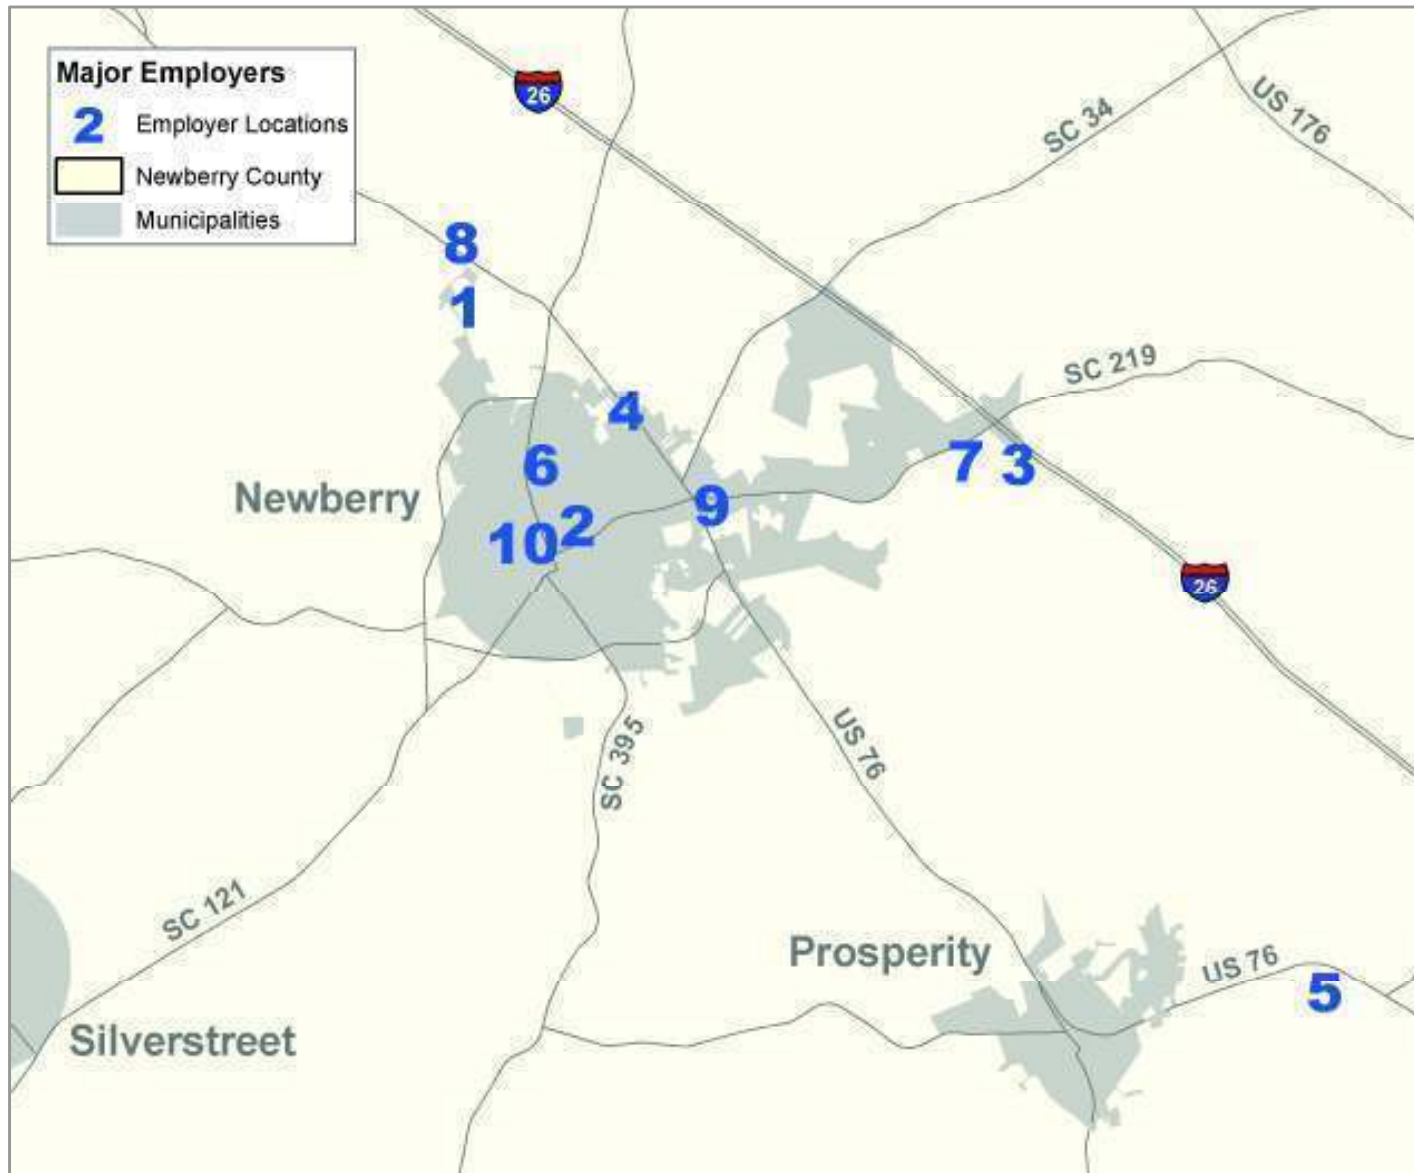 Major Employers
2 Employer Locations
Newberry County
Municipalities
26
SC 34
US 176
8
1
SC 219
4
6
7
3
Newberry
9
2
10
26
US 76
SC 395
SC 121
Prosperity
US 76
5
Silverstreet